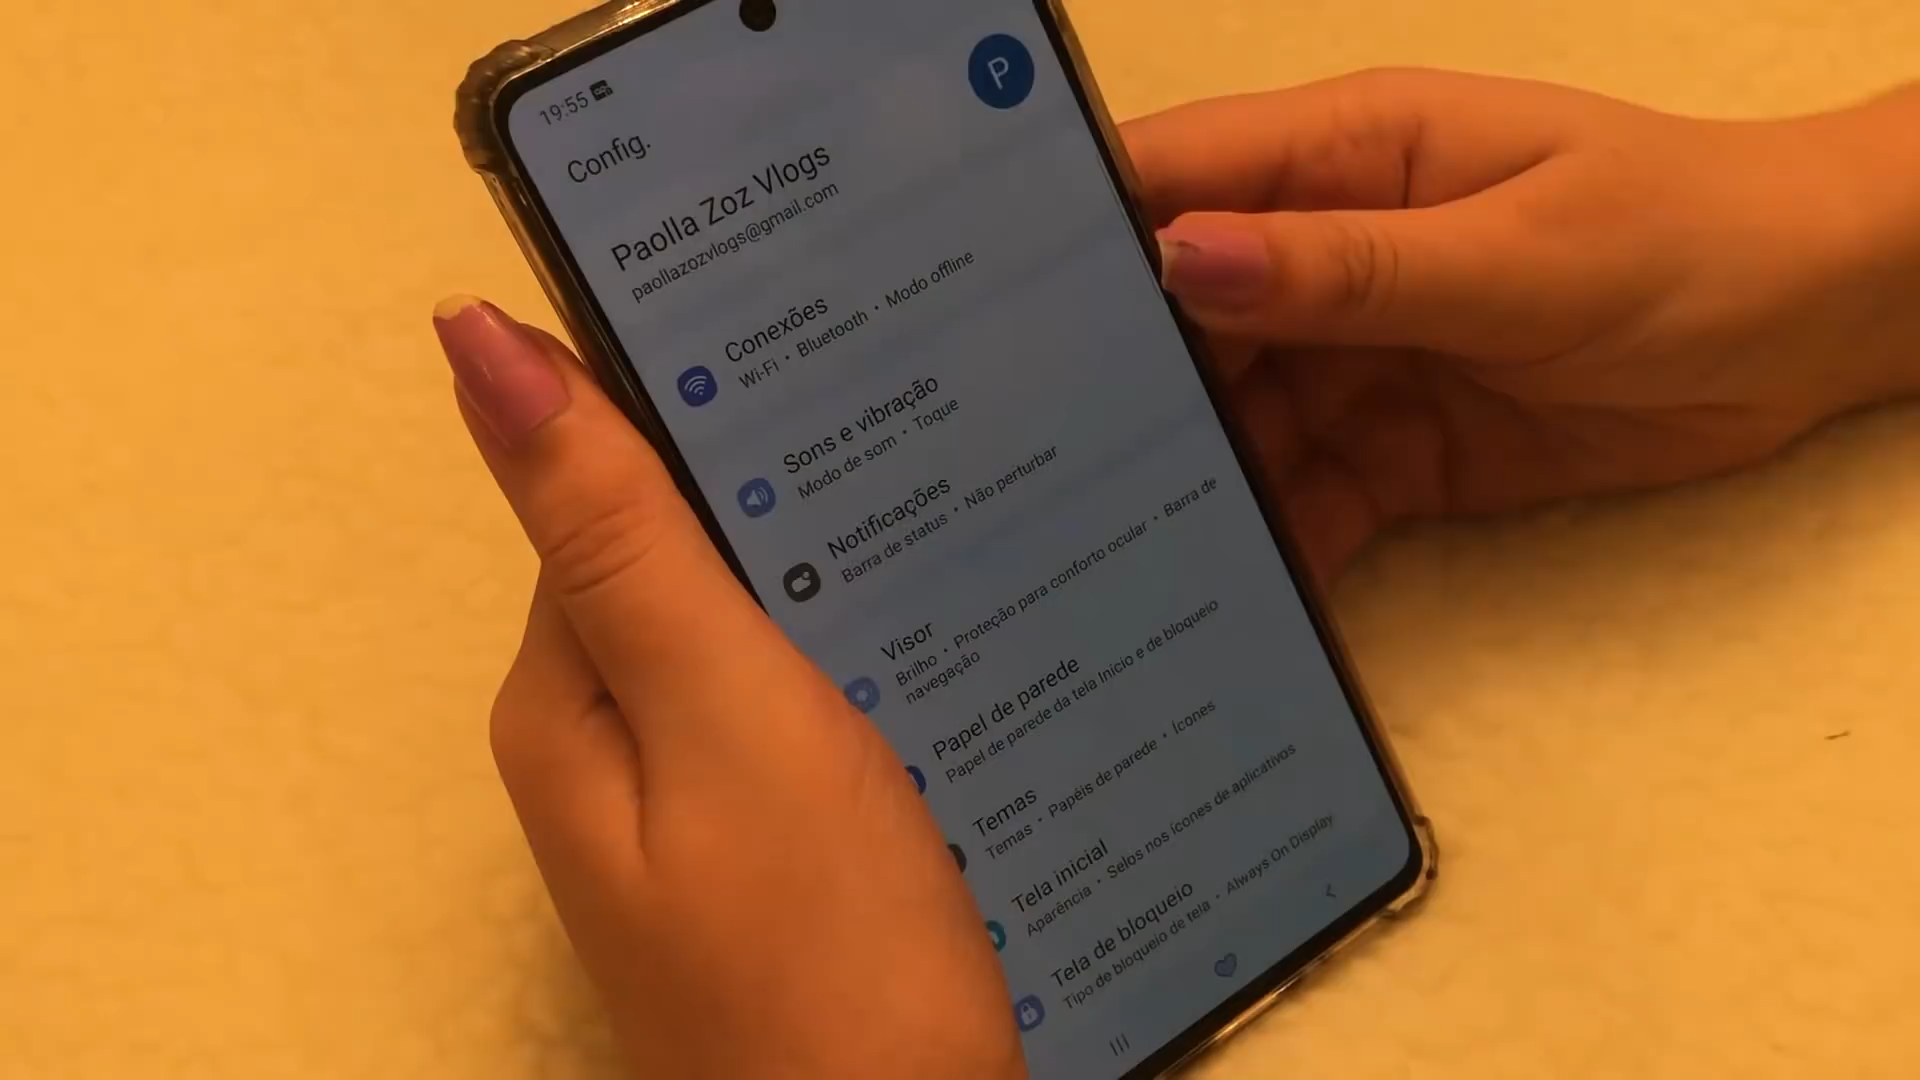 19:55
P
Config.
Paolla Zoz Vlogs
paollazozvlogs@gmail.com
Conexões
Wi-Fi • Bluetooth • Modo offline
Sons e vibração
Modo de som • Toque
Notificações
Barra de status • Não perturbar
Visor
Brilho • Proteção para conforto ocular • Barra de
navegação
Papel de parede
Papel de parede da tela Início e de bloqueio
Temas
Temas • Papéis de parede • Ícones
Tela inicial
Aparência • Selos nos ícones de aplicativos
Tela de bloqueio
Tipo de bloqueio de tela • Always On Display